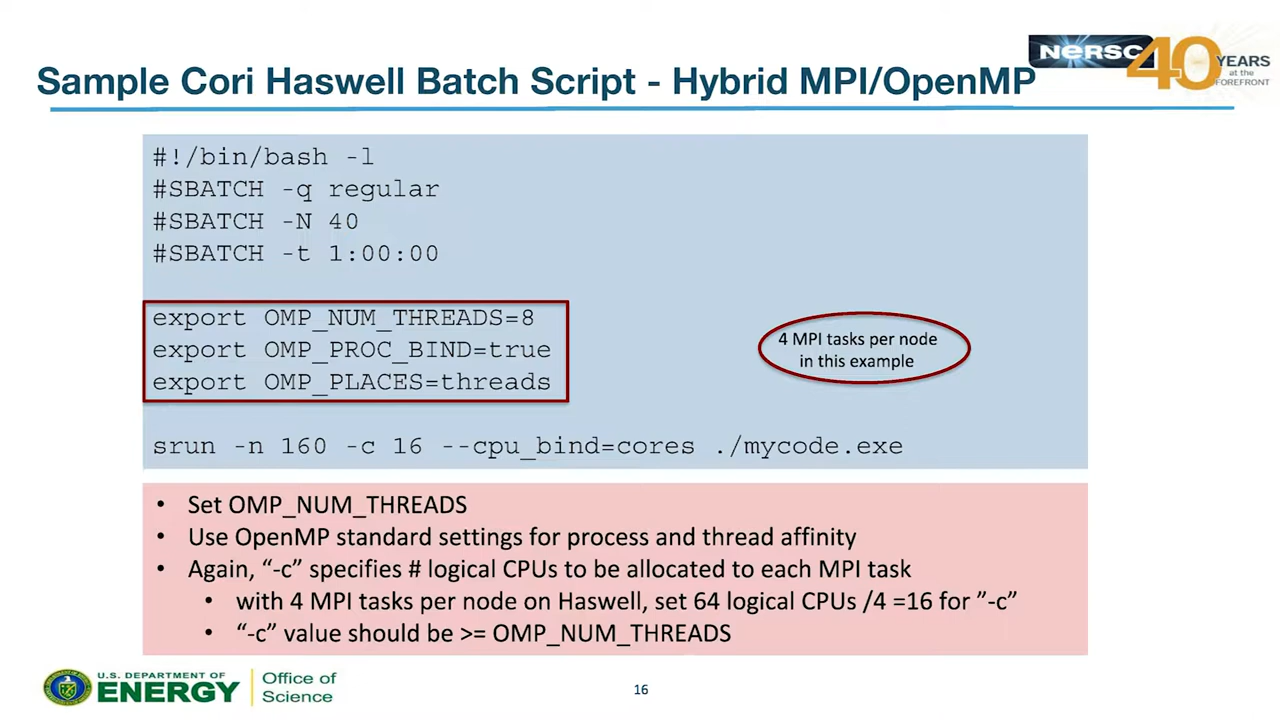 NERSC 40 YEARS at the FOREFRONT
Sample Cori Haswell Batch Script - Hybrid MPI/OpenMP
#!/bin/bash -l
#SBATCH -q regular
#SBATCH -N 40
#SBATCH -t 1:00:00
export OMP_NUM_THREADS=8
export OMP_PROC_BIND=true
export OMP_PLACES=threads
4 MPI tasks per node
in this example
srun -n 160 -c 16 --cpu_bind=cores ./mycode.exe
• Set OMP_NUM_THREADS
• Use OpenMP standard settings for process and thread affinity
• Again, “-c” specifies # logical CPUs to be allocated to each MPI task
• with 4 MPI tasks per node on Haswell, set 64 logical CPUs /4 =16 for ”-c”
• “-c” value should be >= OMP_NUM_THREADS
U.S. DEPARTMENT OF
ENERGY
Office of
Science
16